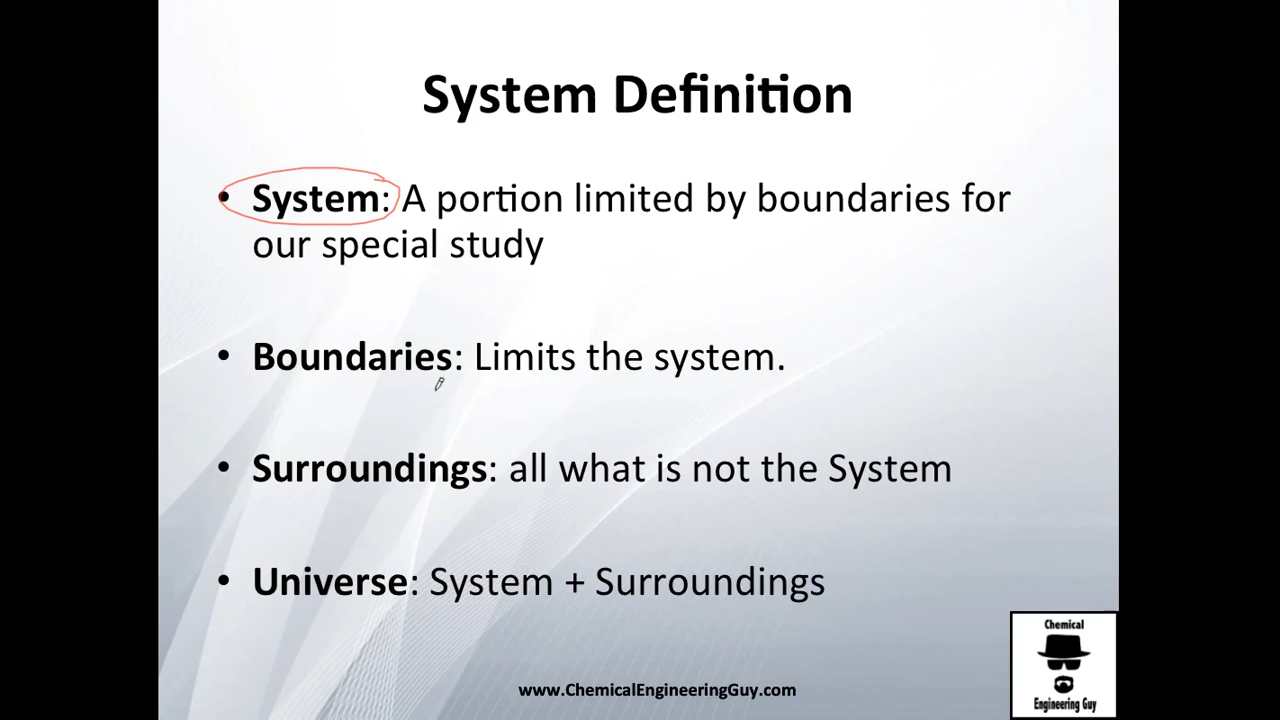 System Definition
• System: A portion limited by boundaries for
our special study
• Boundaries: Limits the system.
• Surroundings: all what is not the System
• Universe: System + Surroundings
www.ChemicalEngineeringGuy.com
Chemical
Engineering Guy